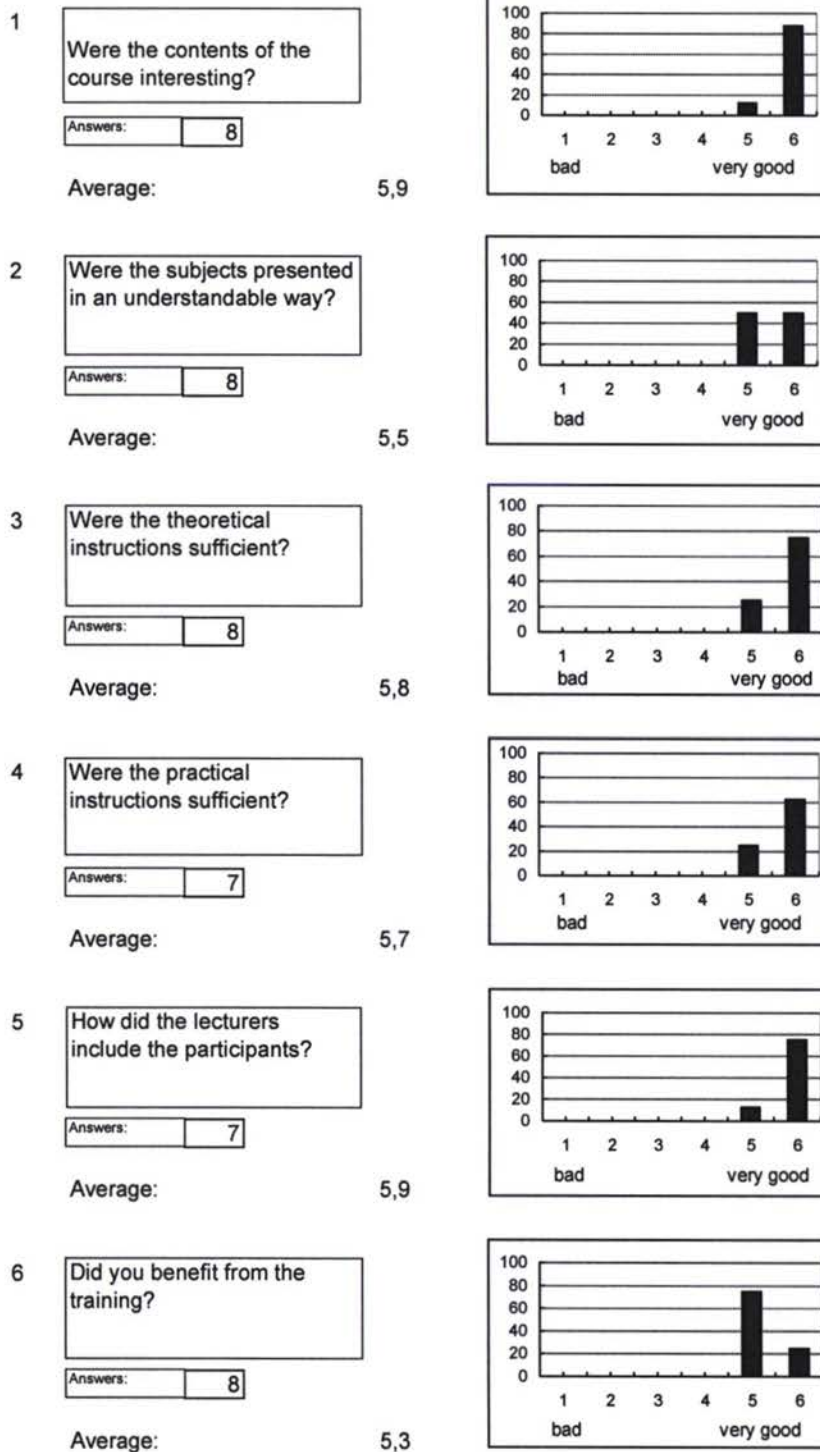 1
Were the contents of the
course interesting?
Answers: 8
Average: 5,9
100
80
60
40
20
0
1 2 3 4 5 6
bad very good
2
Were the subjects presented
in an understandable way?
Answers: 8
Average: 5,5
100
80
60
40
20
0
1 2 3 4 5 6
bad very good
3
Were the theoretical
instructions sufficient?
Answers: 8
Average: 5,8
100
80
60
40
20
0
1 2 3 4 5 6
bad very good
4
Were the practical
instructions sufficient?
Answers: 7
Average: 5,7
100
80
60
40
20
0
1 2 3 4 5 6
bad very good
5
How did the lecturers
include the participants?
Answers: 7
Average: 5,9
100
80
60
40
20
0
1 2 3 4 5 6
bad very good
6
Did you benefit from the
training?
Answers: 8
Average: 5,3
100
80
60
40
20
0
1 2 3 4 5 6
bad very good